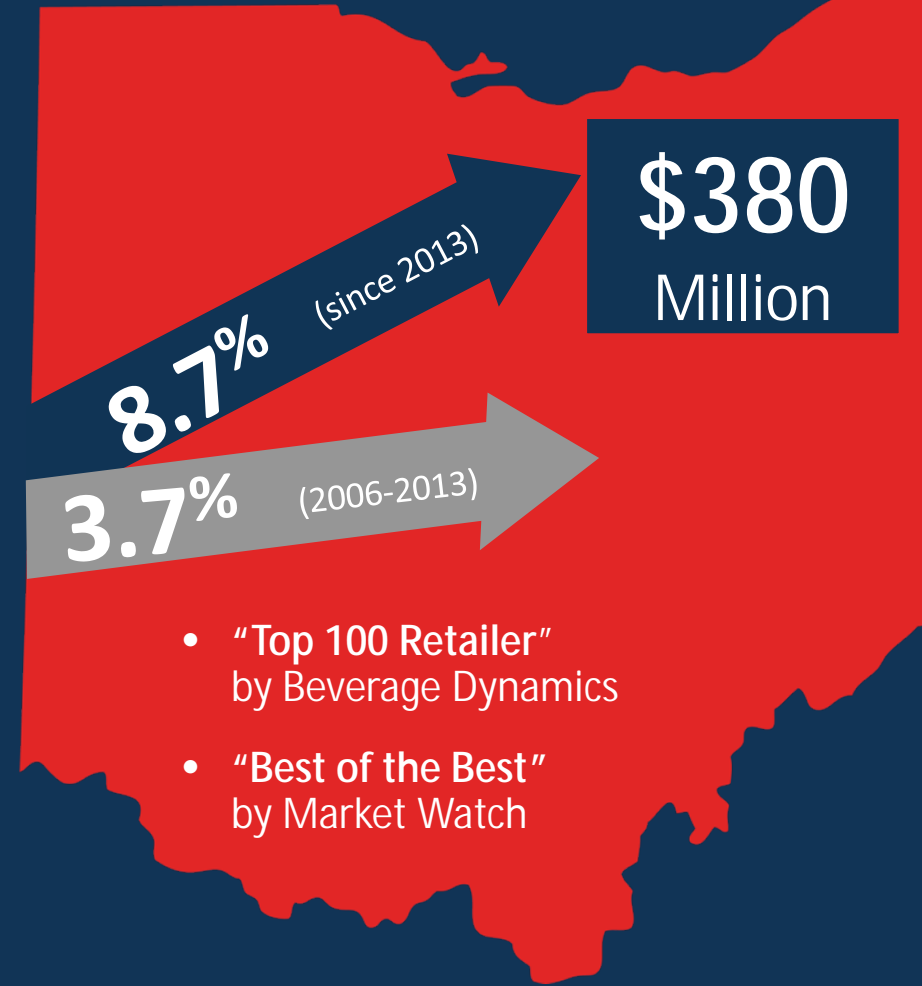 $380
Million
8.7% (since 2013)
3.7% (2006-2013)
• “Top 100 Retailer”
by Beverage Dynamics
• “Best of the Best”
by Market Watch